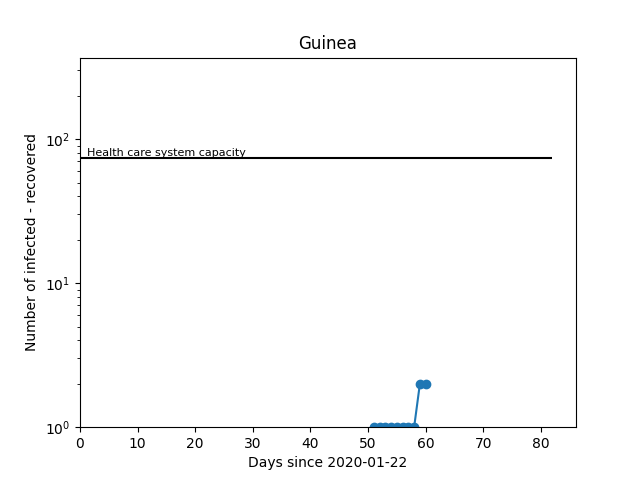 Guinea
Number of infected - recovered
10²
10¹
10⁰
Health care system capacity
0 10 20 30 40 50 60 70 80
Days since 2020-01-22